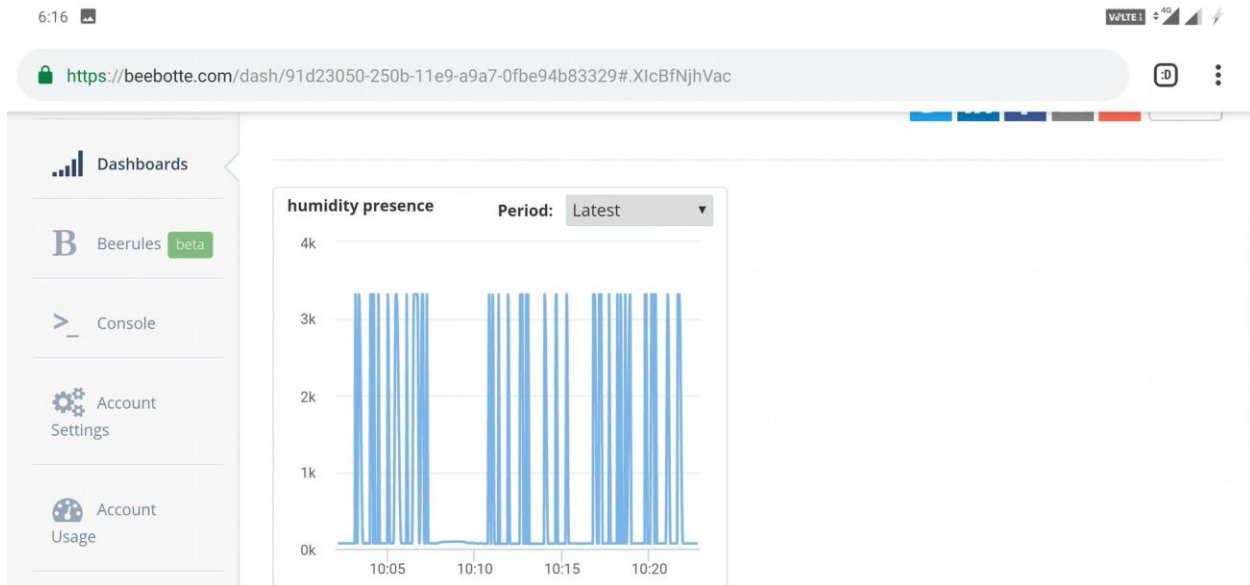 6:16
VoLTE 4G
https://beebotte.com/dash/91d23050-250b-11e9-a9a7-0fbe94b83329#.XIcBfNjhVac
:D
Dashboards
B Beerules beta
>_ Console
Account
Settings
Account
Usage
humidity presence Period: Latest
4k
3k
2k
1k
0k
10:05 10:10 10:15 10:20